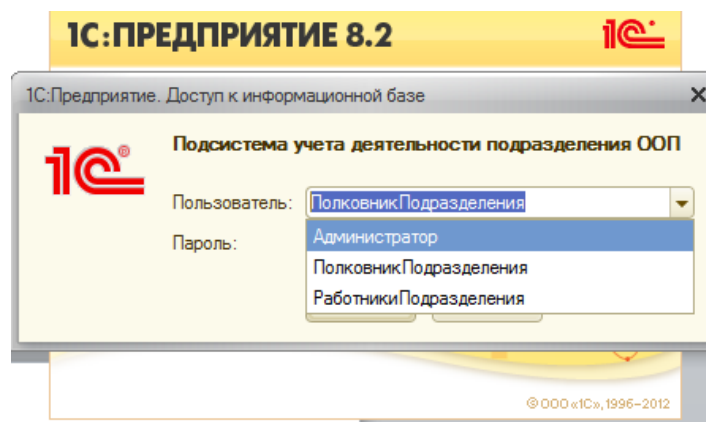 1С:ПРЕДПРИЯТИЕ 8.2
1С
1С:Предприятие. Доступ к информационной базе
1С®
Подсистема учета деятельности подразделения ООП
Пользователь: ПолковникПодразделения
Пароль:
Администратор
ПолковникПодразделения
РаботникиПодразделения
© ООО «1С», 1996–2012